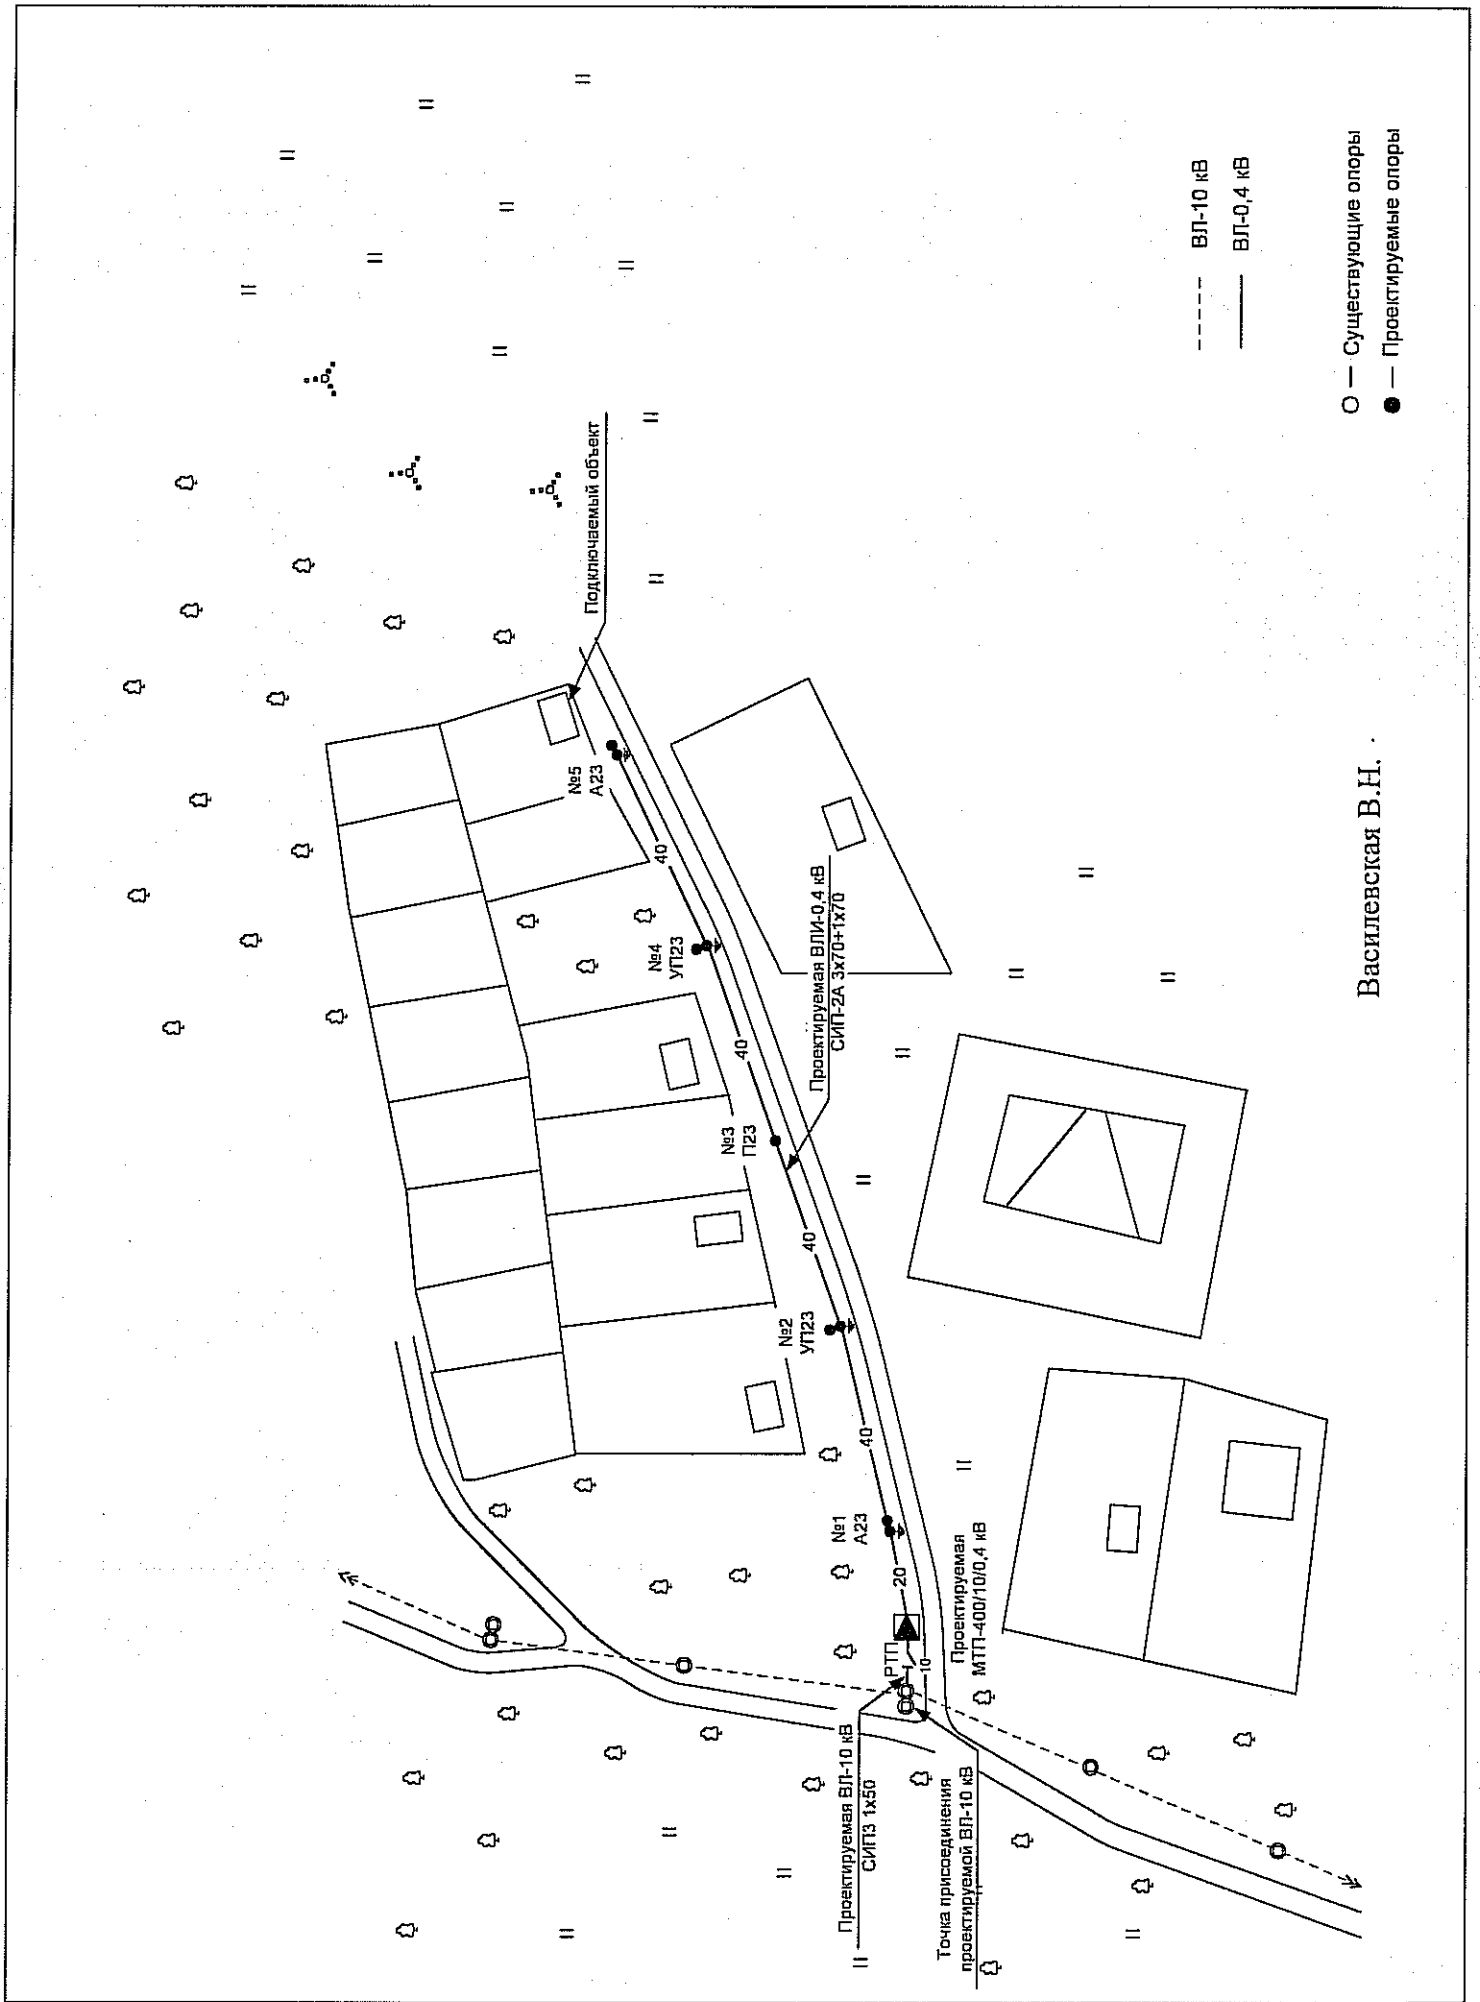 Подключаемый объект
№5
А23
40
№4
УП23
40
№3
П23
Проектируемая ВЛИ-0,4 кВ
СИП-2А 3х70+1х70
40
№2
УП23
40
№1
А23
20
РТП
10
Проектируемая
МТП-400/10/0,4 кВ
Проектируемая ВЛ-10 кВ
СИП3 1х50
Точка присоединения
проектируемой ВЛ-10 кВ
ВЛ-10 кВ
ВЛ-0,4 кВ
— Существующие опоры
— Проектируемые опоры
Василевская В.Н.